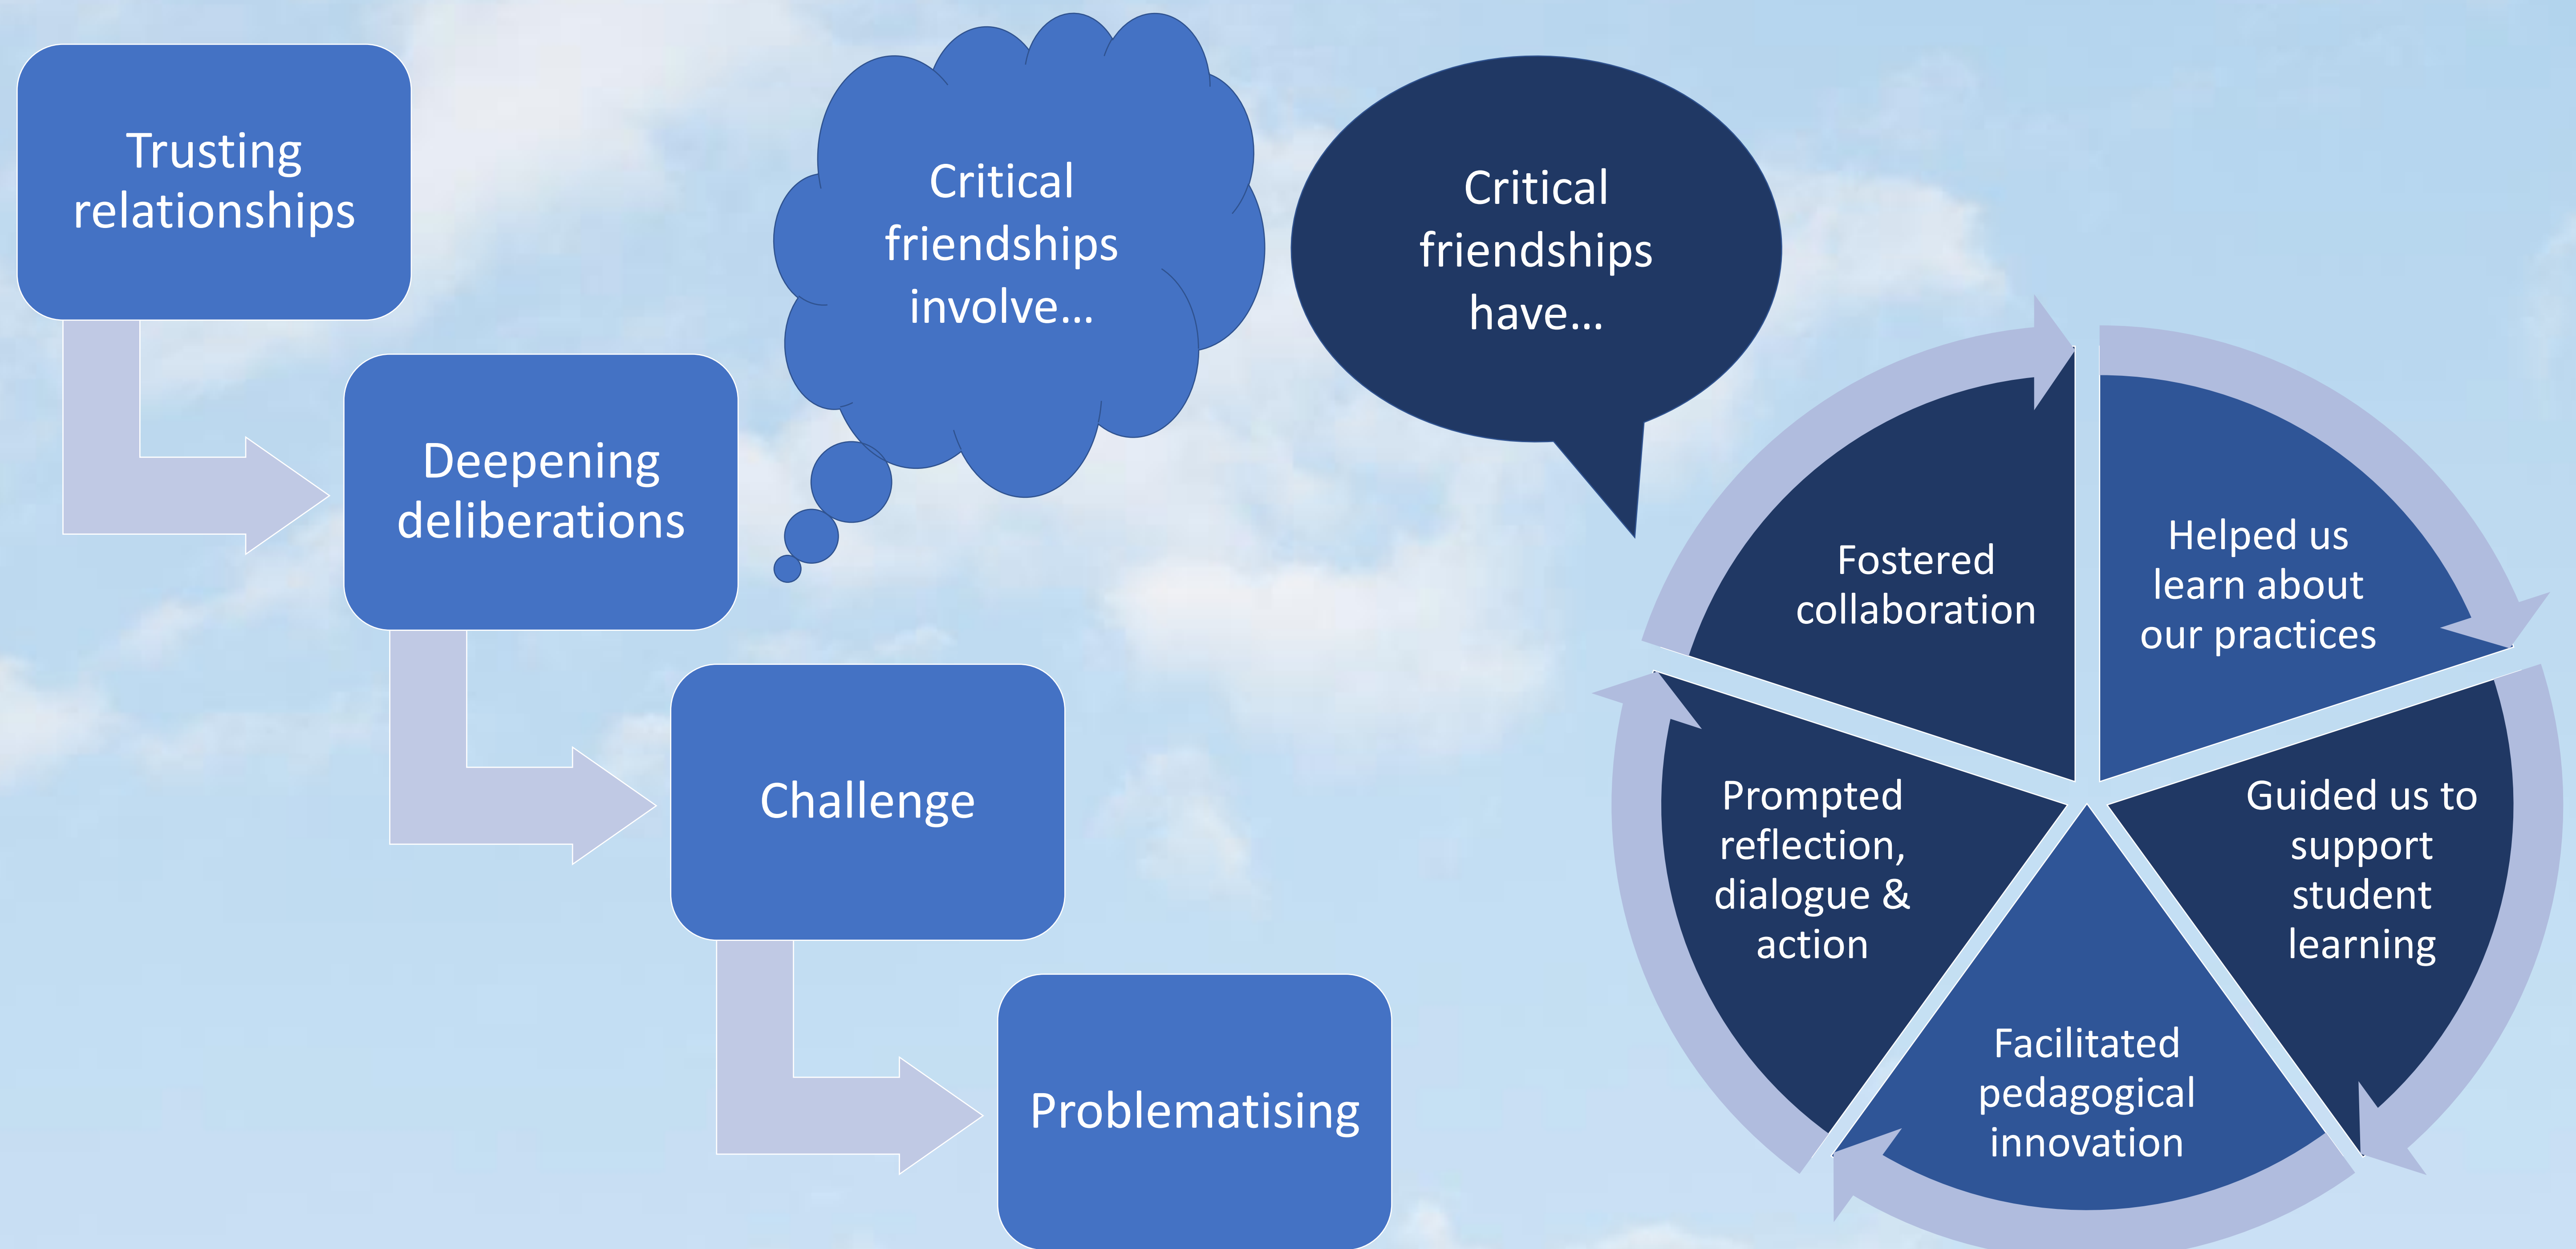 Trusting
relationships
Deepening
deliberations
Challenge
Problematising
Critical
friendships
involve...
Critical
friendships
have...
Helped us
learn about
our practices
Guided us to
support
student
learning
Facilitated
pedagogical
innovation
Prompted
reflection,
dialogue &
action
Fostered
collaboration